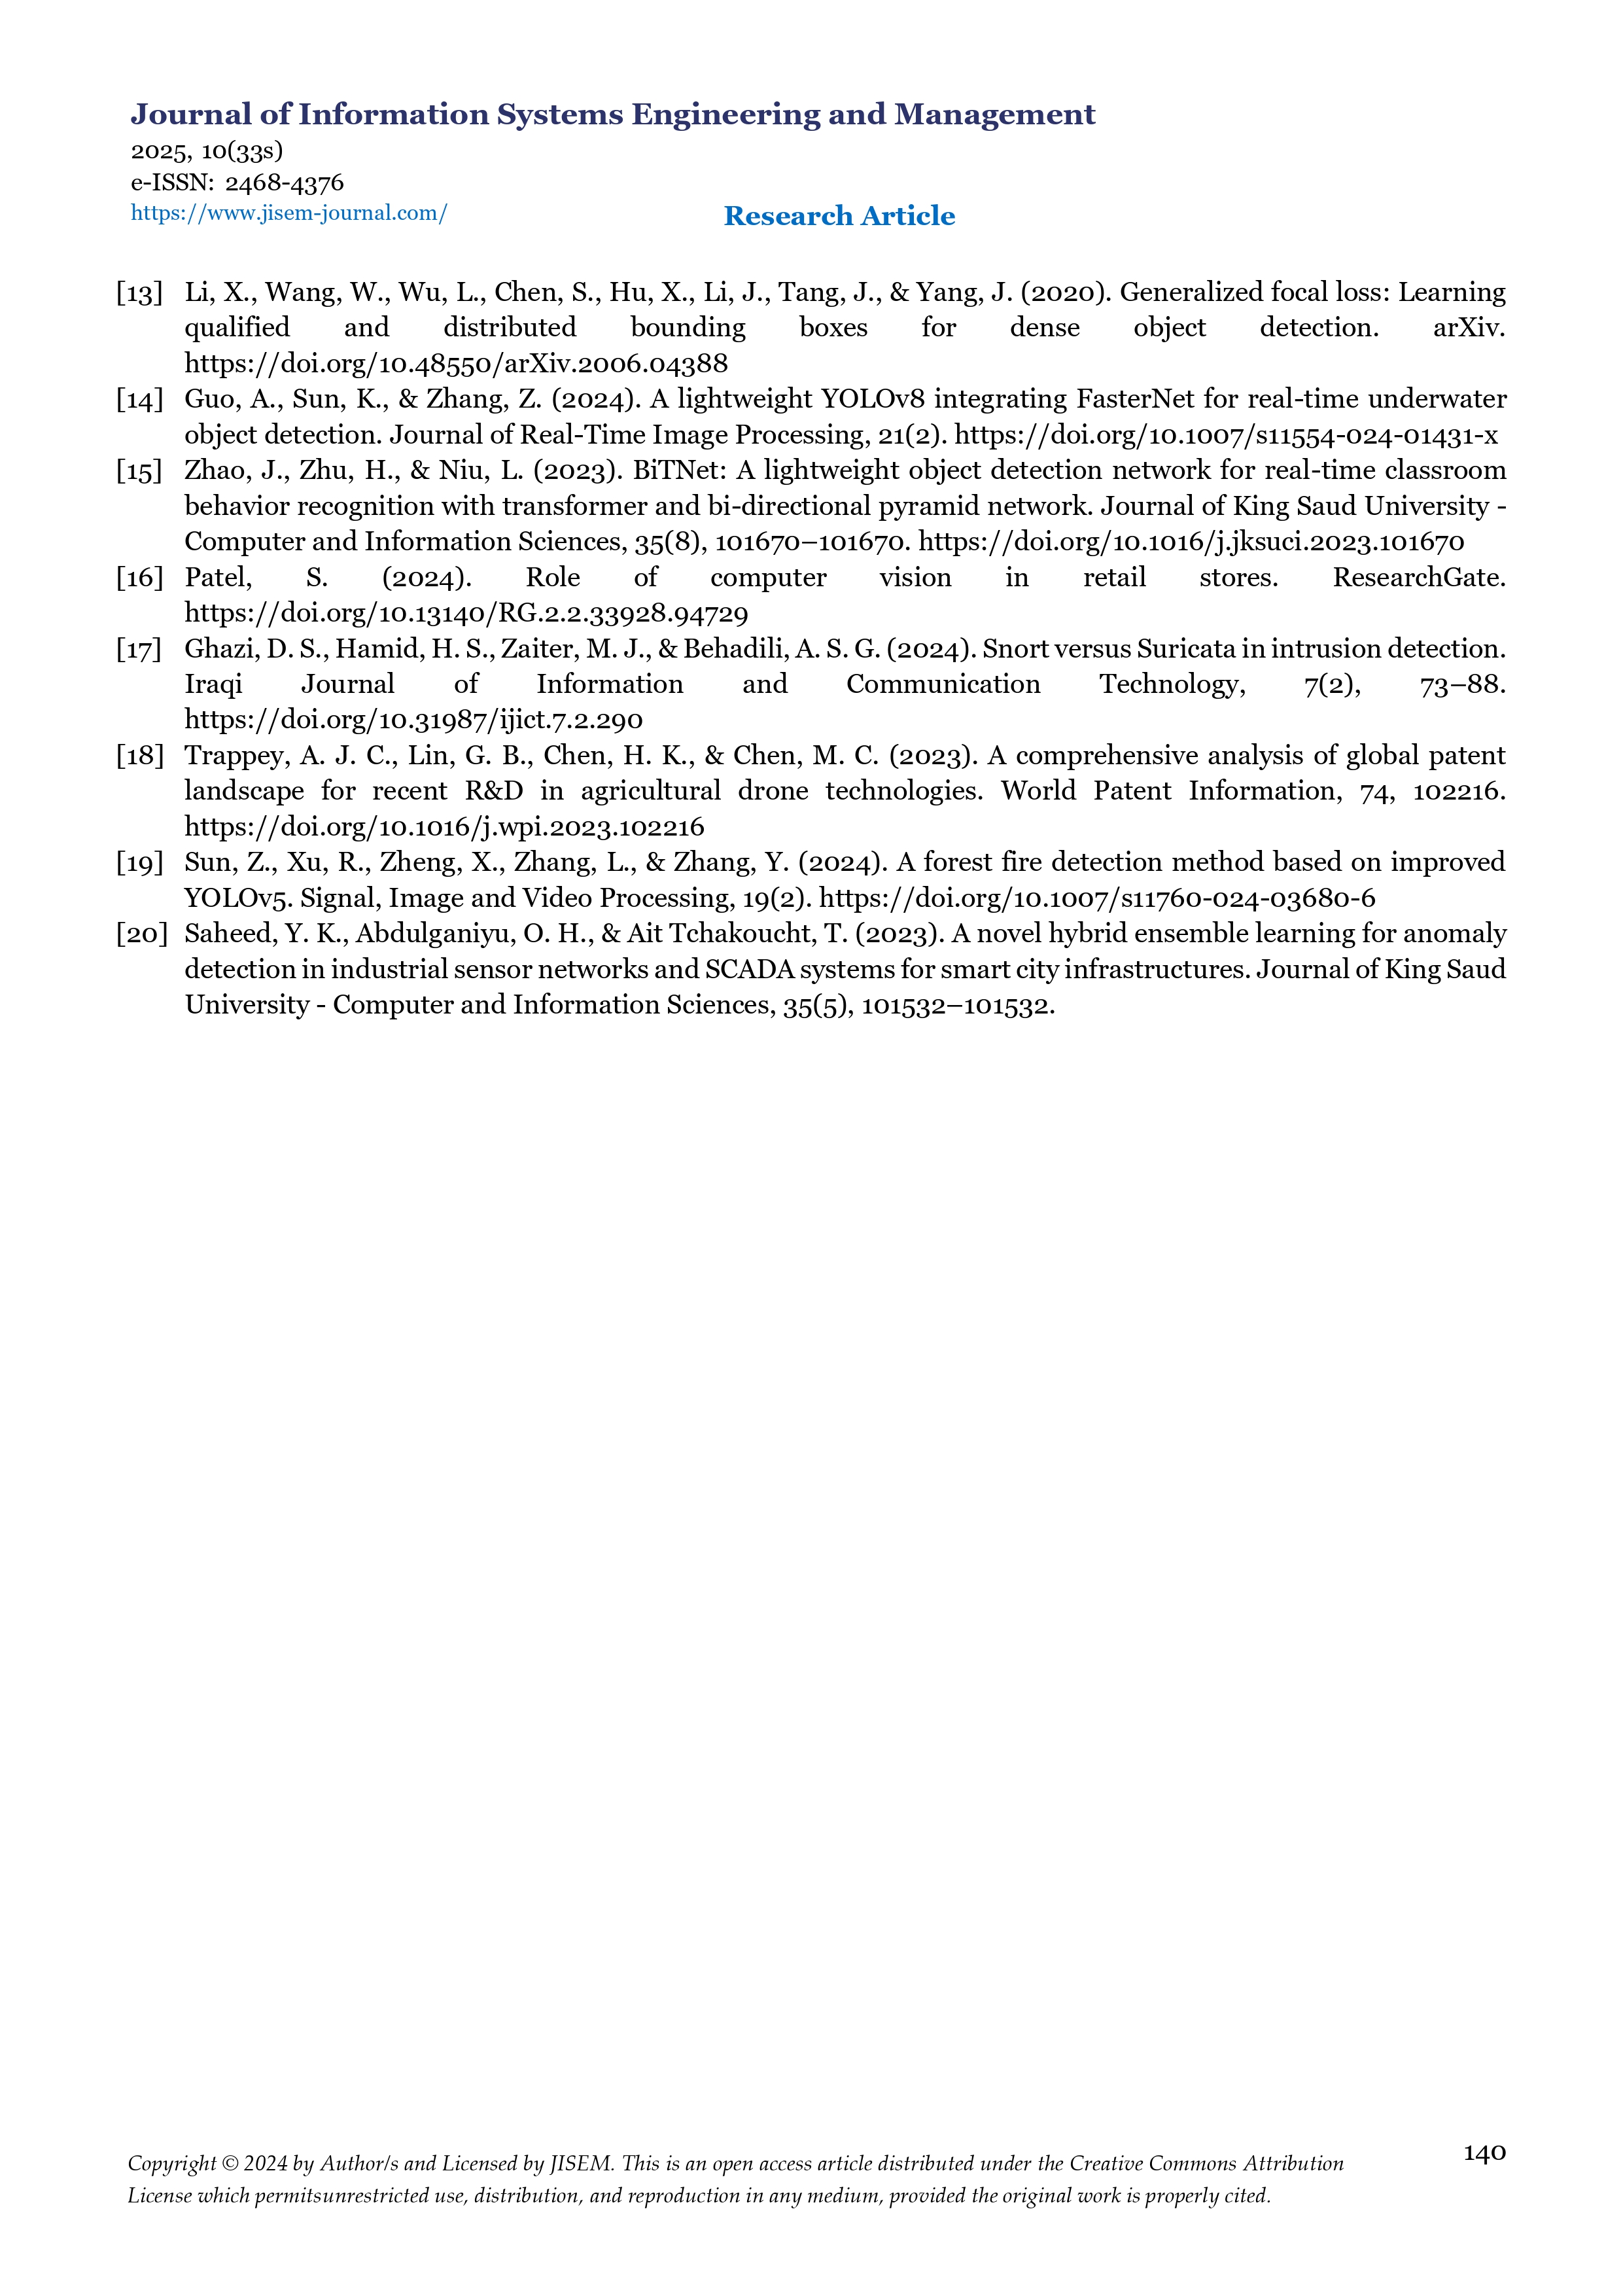 Journal of Information Systems Engineering and Management
2025, 10(33s)
e-ISSN: 2468-4376
https://www.jisem-journal.com/
Research Article
[13] Li, X., Wang, W., Wu, L., Chen, S., Hu, X., Li, J., Tang, J., & Yang, J. (2020). Generalized focal loss: Learning
qualified and distributed bounding boxes for dense object detection. arXiv.
https://doi.org/10.48550/arXiv.2006.04388
[14] Guo, A., Sun, K., & Zhang, Z. (2024). A lightweight YOLOv8 integrating FasterNet for real-time underwater
object detection. Journal of Real-Time Image Processing, 21(2). https://doi.org/10.1007/s11554-024-01431-x
[15] Zhao, J., Zhu, H., & Niu, L. (2023). BiTNet: A lightweight object detection network for real-time classroom
behavior recognition with transformer and bi-directional pyramid network. Journal of King Saud University -
Computer and Information Sciences, 35(8), 101670–101670. https://doi.org/10.1016/j.jksuci.2023.101670
[16] Patel, S. (2024). Role of computer vision in retail stores. ResearchGate.
https://doi.org/10.13140/RG.2.2.33928.94729
[17] Ghazi, D. S., Hamid, H. S., Zaiter, M. J., & Behadili, A. S. G. (2024). Snort versus Suricata in intrusion detection.
Iraqi Journal of Information and Communication Technology, 7(2), 73–88.
https://doi.org/10.31987/ijict.7.2.290
[18] Trappey, A. J. C., Lin, G. B., Chen, H. K., & Chen, M. C. (2023). A comprehensive analysis of global patent
landscape for recent R&D in agricultural drone technologies. World Patent Information, 74, 102216.
https://doi.org/10.1016/j.wpi.2023.102216
[19] Sun, Z., Xu, R., Zheng, X., Zhang, L., & Zhang, Y. (2024). A forest fire detection method based on improved
YOLOv5. Signal, Image and Video Processing, 19(2). https://doi.org/10.1007/s11760-024-03680-6
[20] Saheed, Y. K., Abdulganiyu, O. H., & Ait Tchakoucht, T. (2023). A novel hybrid ensemble learning for anomaly
detection in industrial sensor networks and SCADA systems for smart city infrastructures. Journal of King Saud
University - Computer and Information Sciences, 35(5), 101532–101532.
140
Copyright © 2024 by Author/s and Licensed by JISEM. This is an open access article distributed under the Creative Commons Attribution
License which permitsunrestricted use, distribution, and reproduction in any medium, provided the original work is properly cited.